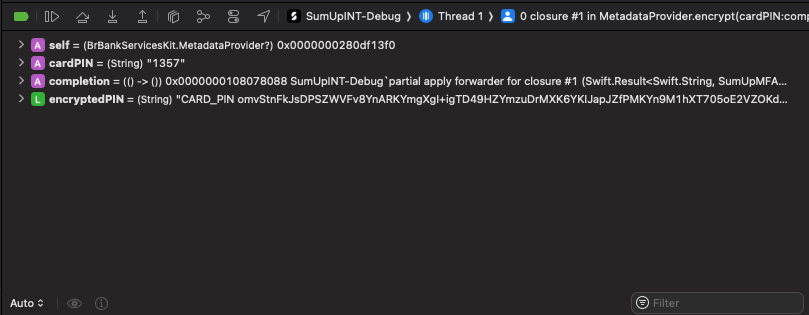 SumUpINT-Debug 〉 Thread 1 〉 0 closure #1 in MetadataProvider.encrypt(cardPIN:comp
A self = (BrBankServicesKit.MetadataProvider?) 0x0000000280df13f0
A cardPIN = (String) "1357"
A completion = (() -> ()) 0x0000000108078088 SumUpINT-Debug`partial apply forwarder for closure #1 (Swift.Result<Swift.String, SumUpMFA...
L encryptedPIN = (String) "CARD_PIN omvStnFkJsDPSZWVFv8YnARKYmgXgI+igTD49HZYmzuDrMXK6YKIJapJZfPMKYn9M1hXT705oE2VZOKd...
Auto
Filter